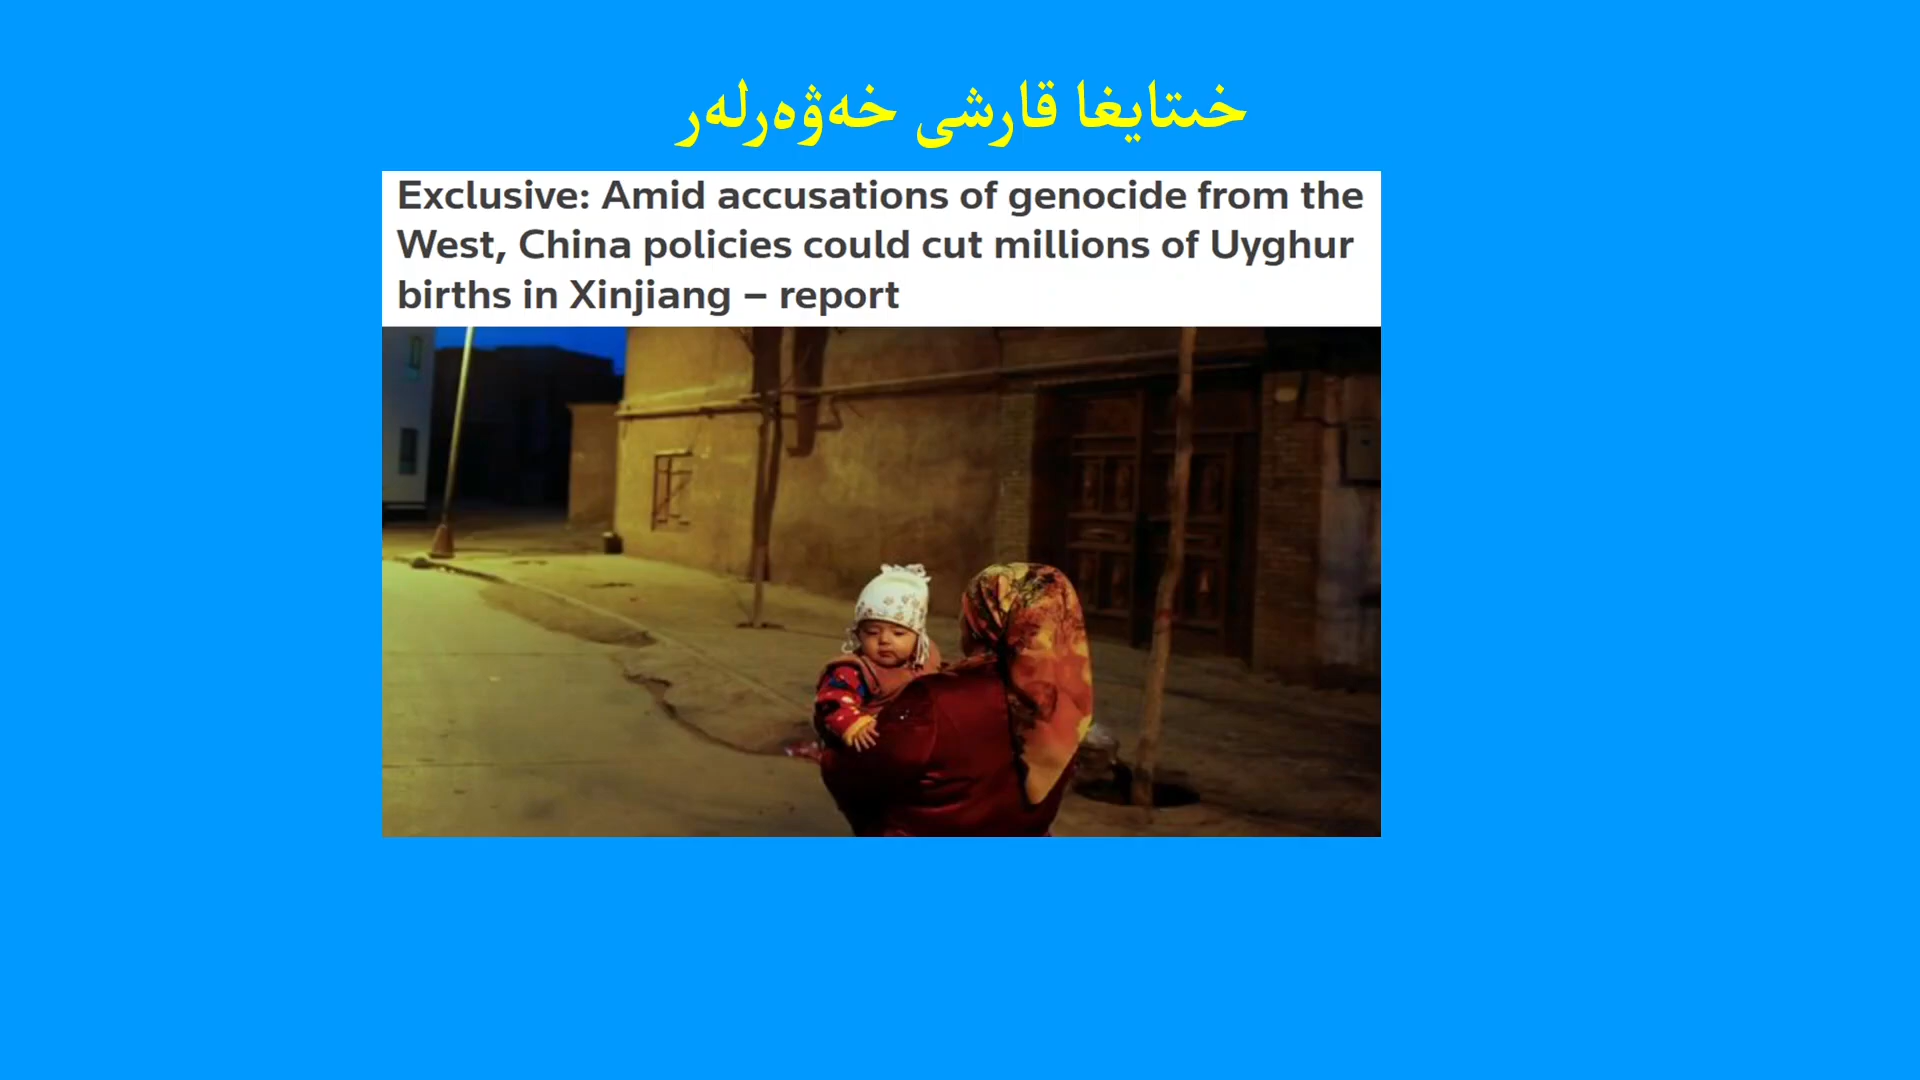 خىتايغا قارشى خەۋەرلەر
Exclusive: Amid accusations of genocide from the
West, China policies could cut millions of Uyghur
births in Xinjiang – report